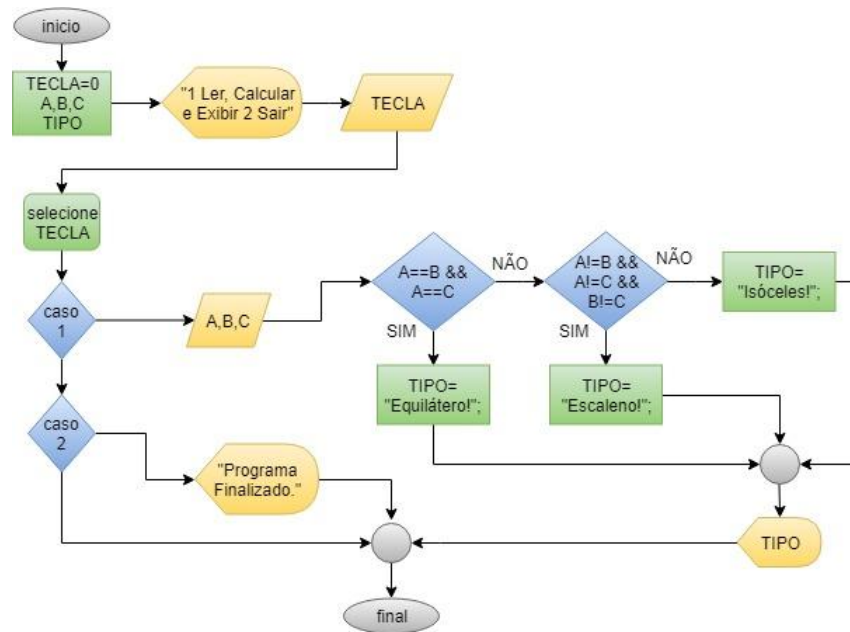 inicio
TECLA=0
A,B,C
TIPO
"1 Ler, Calcular
e Exibir 2 Sair"
TECLA
selecione
TECLA
caso
1
A,B,C
A==B &&
A==C
NÃO
SIM
A!=B &&
A!=C &&
B!=C
NÃO
SIM
TIPO=
"Isóceles!";
TIPO=
"Equilátero!";
TIPO=
"Escaleno!";
caso
2
"Programa
Finalizado."
TIPO
final